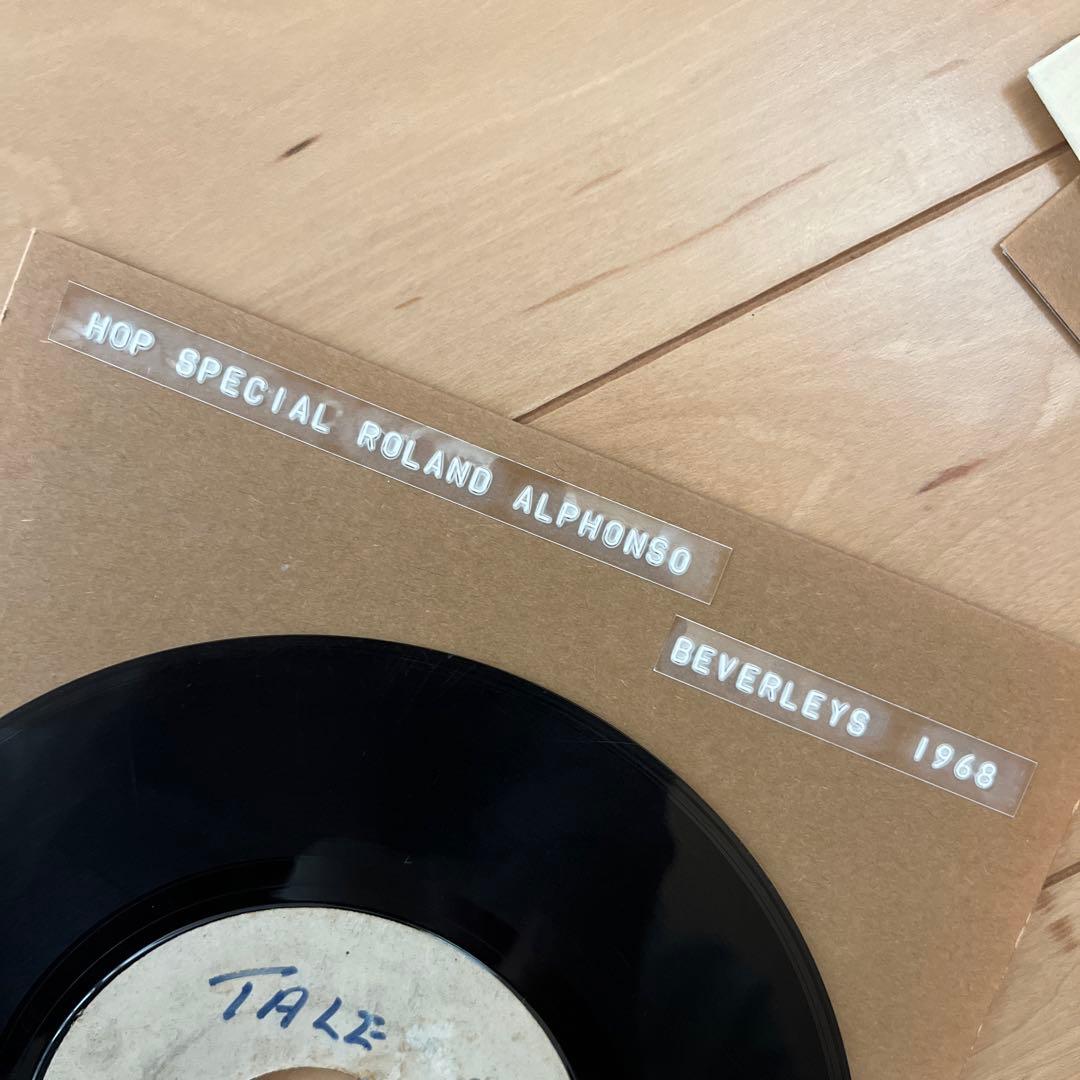 HOP SPECIAL ROLAND ALPHONSO
BEVERLEYS 1968
TALE